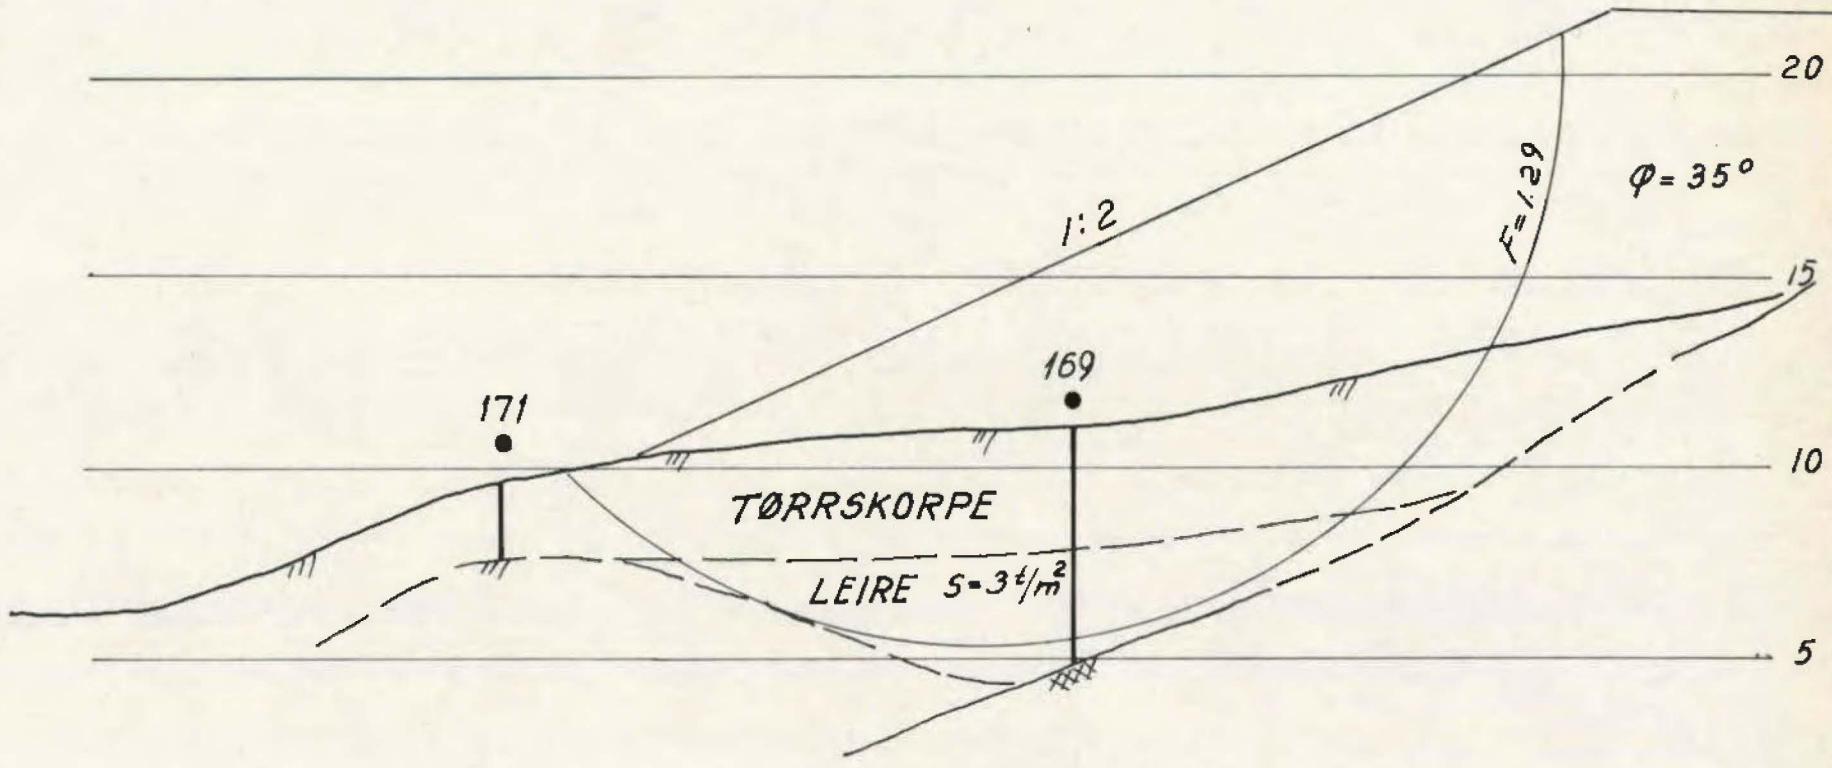 20
F=1.29
φ=35°
1:2
15
169
171
10
TØRRSKORPE
LEIRE S=3 t/m²
5